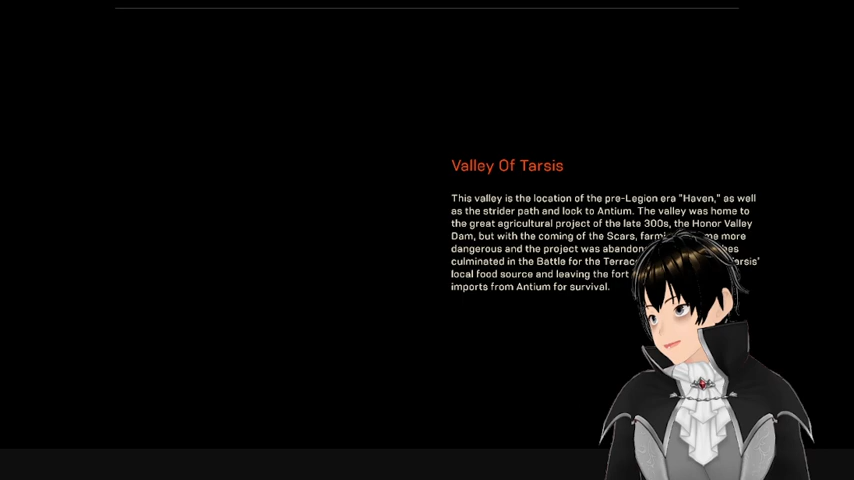 Valley Of Tarsis
This valley is the location of the pre-Legion era "Haven," as well
as the strider path and lock to Antium. The valley was home to
the great agricultural project of the late 300s, the Honor Valley
Dam, but with the coming of the Scars, more
dangerous and the project was
culminated in the Battle for the
local food source and leaving the fort
imports from Antium for survival.